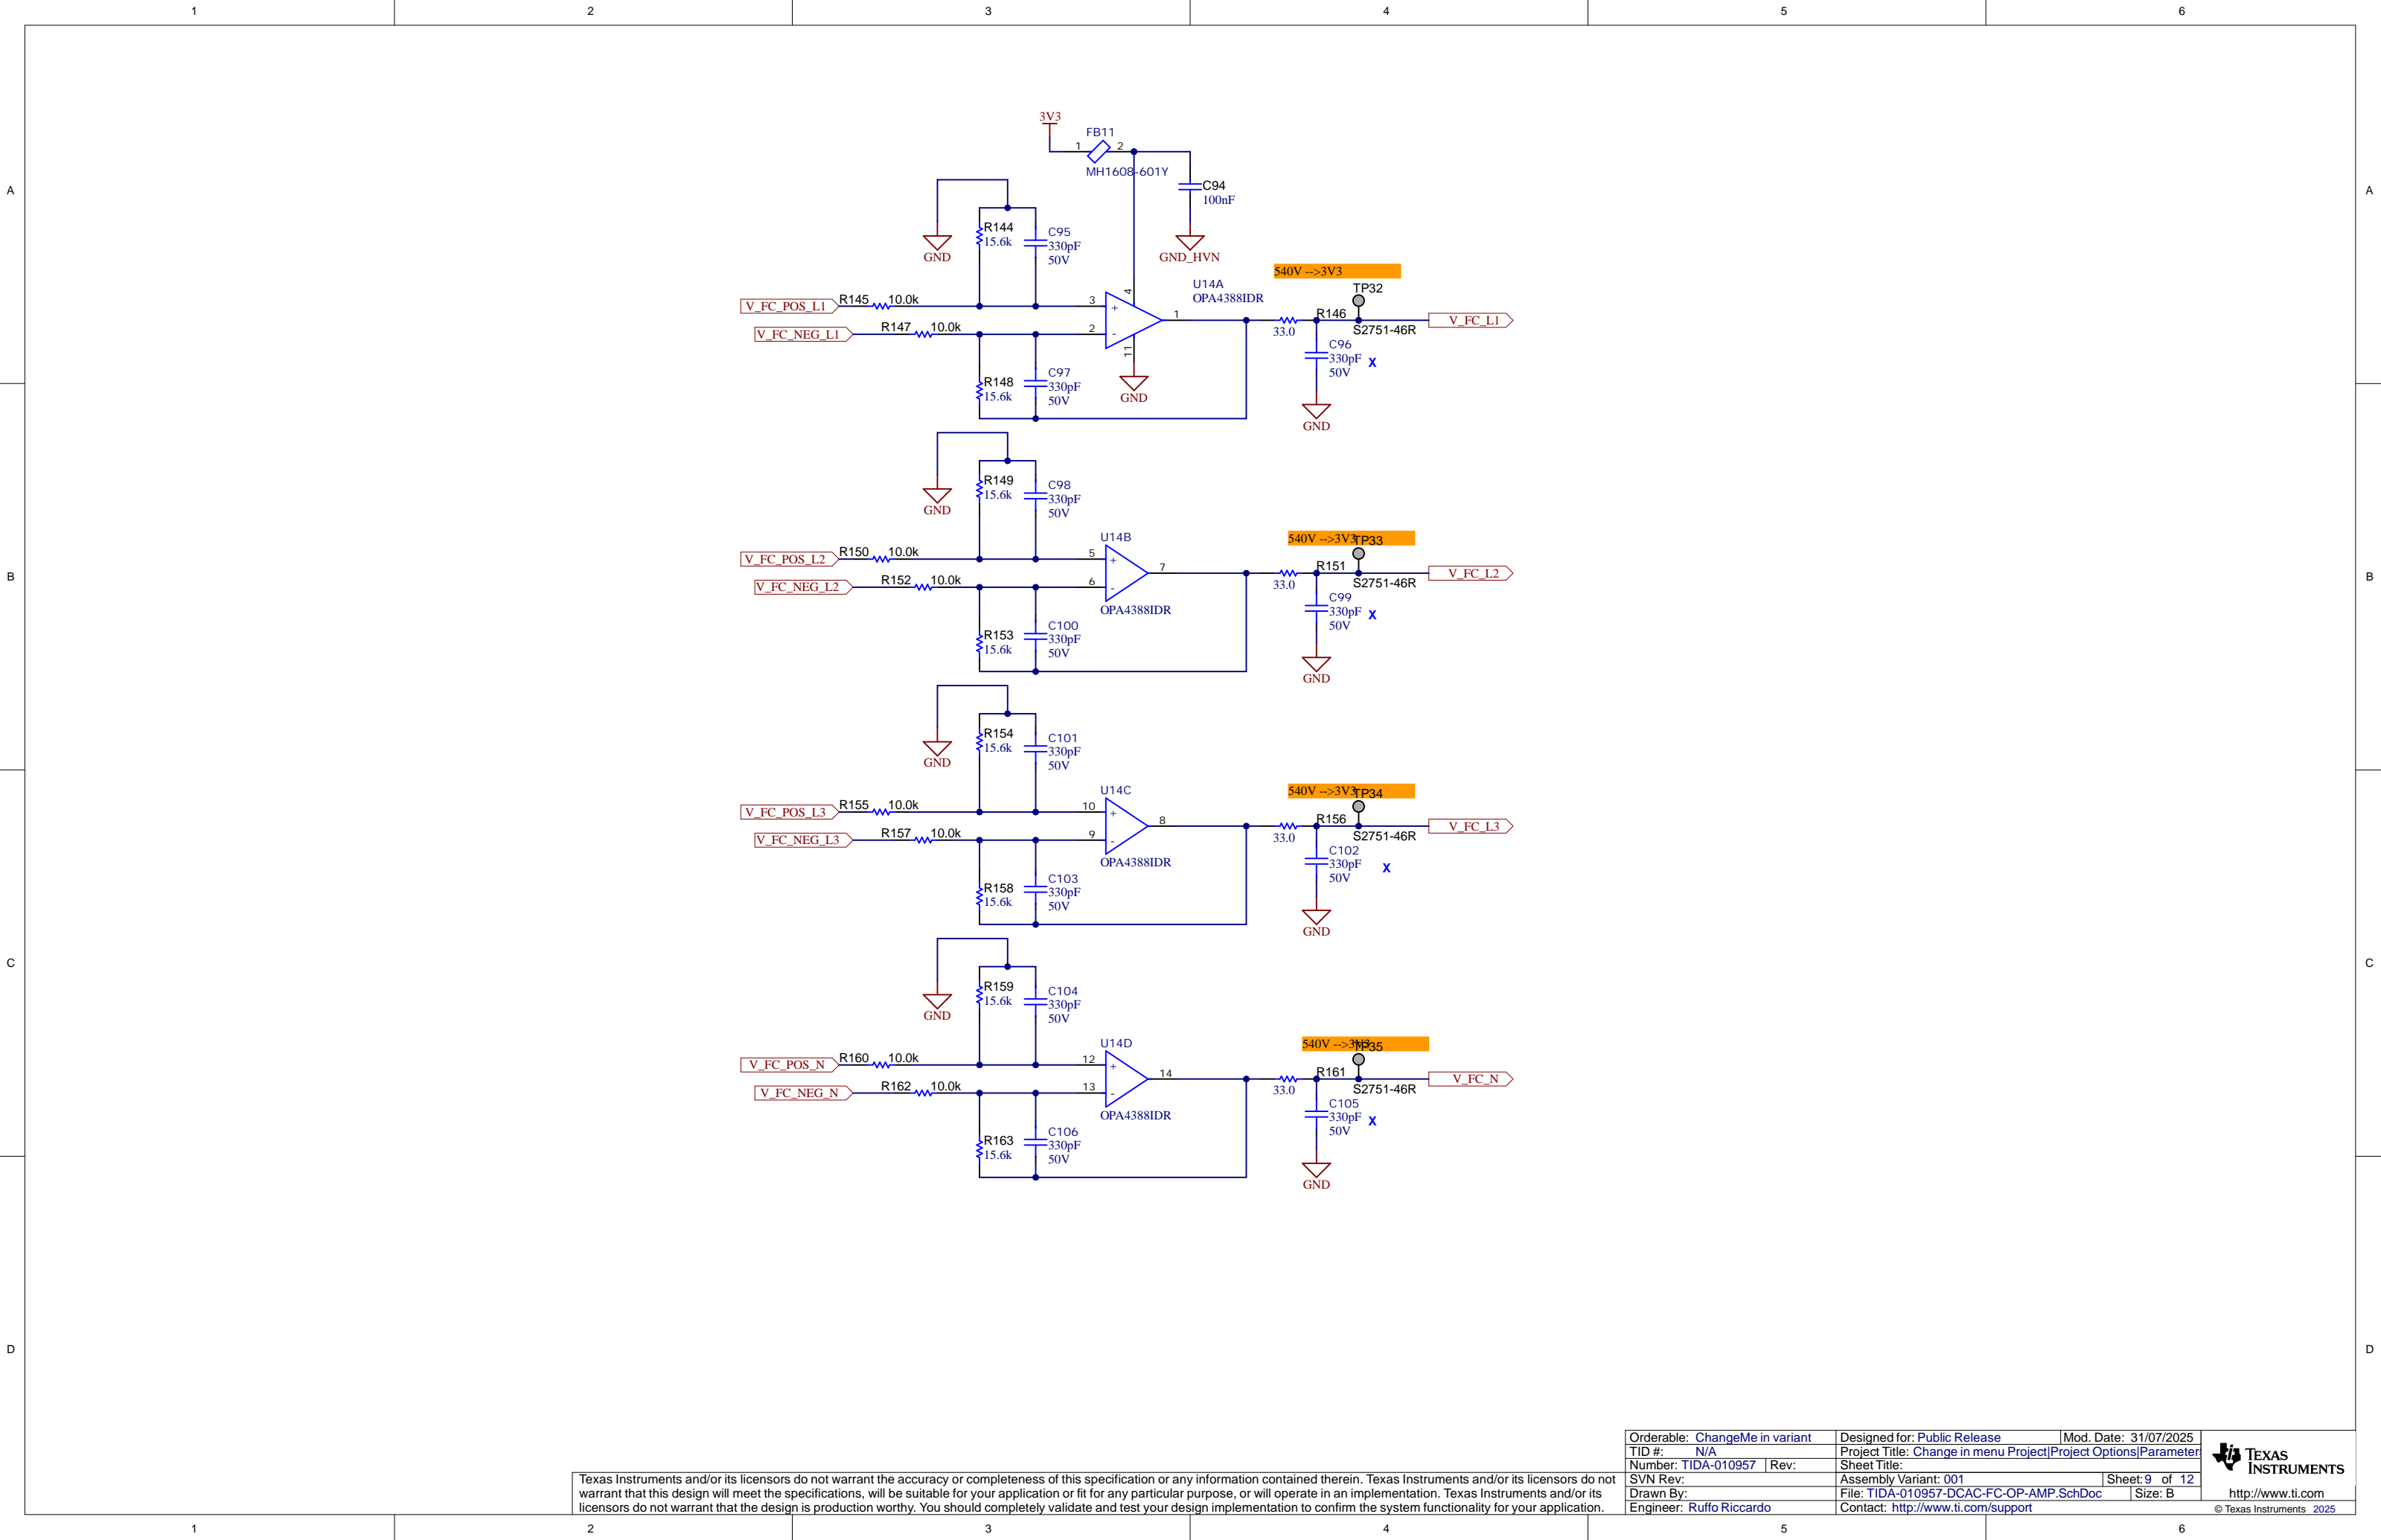 1 2 3 4 5 6
A A
B B
C C
D D
3V3
FB11
1 2
MH1608-601Y
C94
100nF
GND_HVN
R144
15.6k
C95
330pF
50V
GND
540V -->3V3
U14A
OPA4388IDR
TP32
V_FC_POS_L1 R145 10.0k 3 + 4
V_FC_NEG_L1 R147 10.0k 2 - 11
1
33.0
R146
S2751-46R
V_FC_L1
C96
330pF X
50V
GND
R148
15.6k
C97
330pF
50V
GND
R149
15.6k
C98
330pF
50V
GND
540V -->3V3
TP33
U14B
V_FC_POS_L2 R150 10.0k 5 +
V_FC_NEG_L2 R152 10.0k 6 -
7
OPA4388IDR
33.0
R151
S2751-46R
V_FC_L2
C99
330pF X
50V
GND
R153
15.6k
C100
330pF
50V
R154
15.6k
C101
330pF
50V
GND
540V -->3V3
TP34
U14C
V_FC_POS_L3 R155 10.0k 10 +
V_FC_NEG_L3 R157 10.0k 9 -
8
OPA4388IDR
33.0
R156
S2751-46R
V_FC_L3
C102
330pF X
50V
GND
R158
15.6k
C103
330pF
50V
R159
15.6k
C104
330pF
50V
GND
540V -->3V3
TP35
U14D
V_FC_POS_N R160 10.0k 12 +
V_FC_NEG_N R162 10.0k 13 -
14
OPA4388IDR
33.0
R161
S2751-46R
V_FC_N
C105
330pF X
50V
GND
R163
15.6k
C106
330pF
50V
Texas Instruments and/or its licensors do not warrant the accuracy or completeness of this specification or any information contained therein. Texas Instruments and/or its licensors do not
warrant that this design will meet the specifications, will be suitable for your application or fit for any particular purpose, or will operate in an implementation. Texas Instruments and/or its
licensors do not warrant that the design is production worthy. You should completely validate and test your design implementation to confirm the system functionality for your application.
Orderable: ChangeMe in variant
TID #: N/A
Number: TIDA-010957 Rev:
SVN Rev:
Drawn By:
Engineer: Ruffo Riccardo
Designed for: Public Release Mod. Date: 31/07/2025
Project Title: Change in menu Project|Project Options|Parameters
Sheet Title:
Assembly Variant: 001 Sheet: 9 of 12
File: TIDA-010957-DCAC-FC-OP-AMP.SchDoc Size: B
Contact: http://www.ti.com/support
TEXAS
INSTRUMENTS
http://www.ti.com
© Texas Instruments 2025
1 2 3 4 5 6